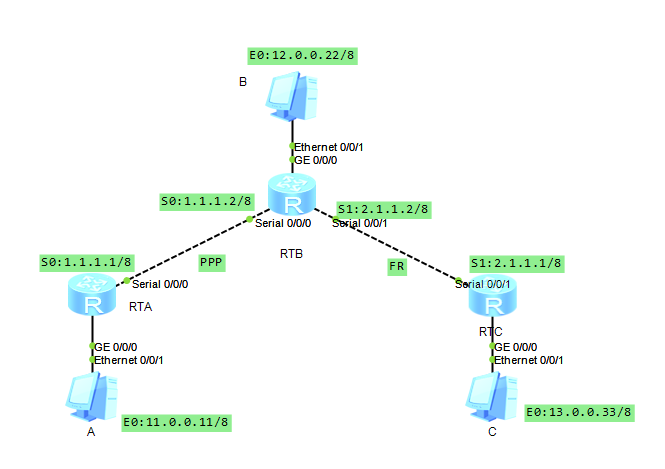 E0:12.0.0.22/8
B
Ethernet 0/0/1
GE 0/0/0
S0:1.1.1.2/8
S1:2.1.1.2/8
R
Serial 0/0/0
Serial 0/0/1
RTB
S0:1.1.1.1/8
PPP
FR
S1:2.1.1.1/8
Serial 0/0/0
Serial 0/0/1
R
RTA
R
RTC
GE 0/0/0
Ethernet 0/0/1
GE 0/0/0
Ethernet 0/0/1
E0:11.0.0.11/8
A
E0:13.0.0.33/8
C